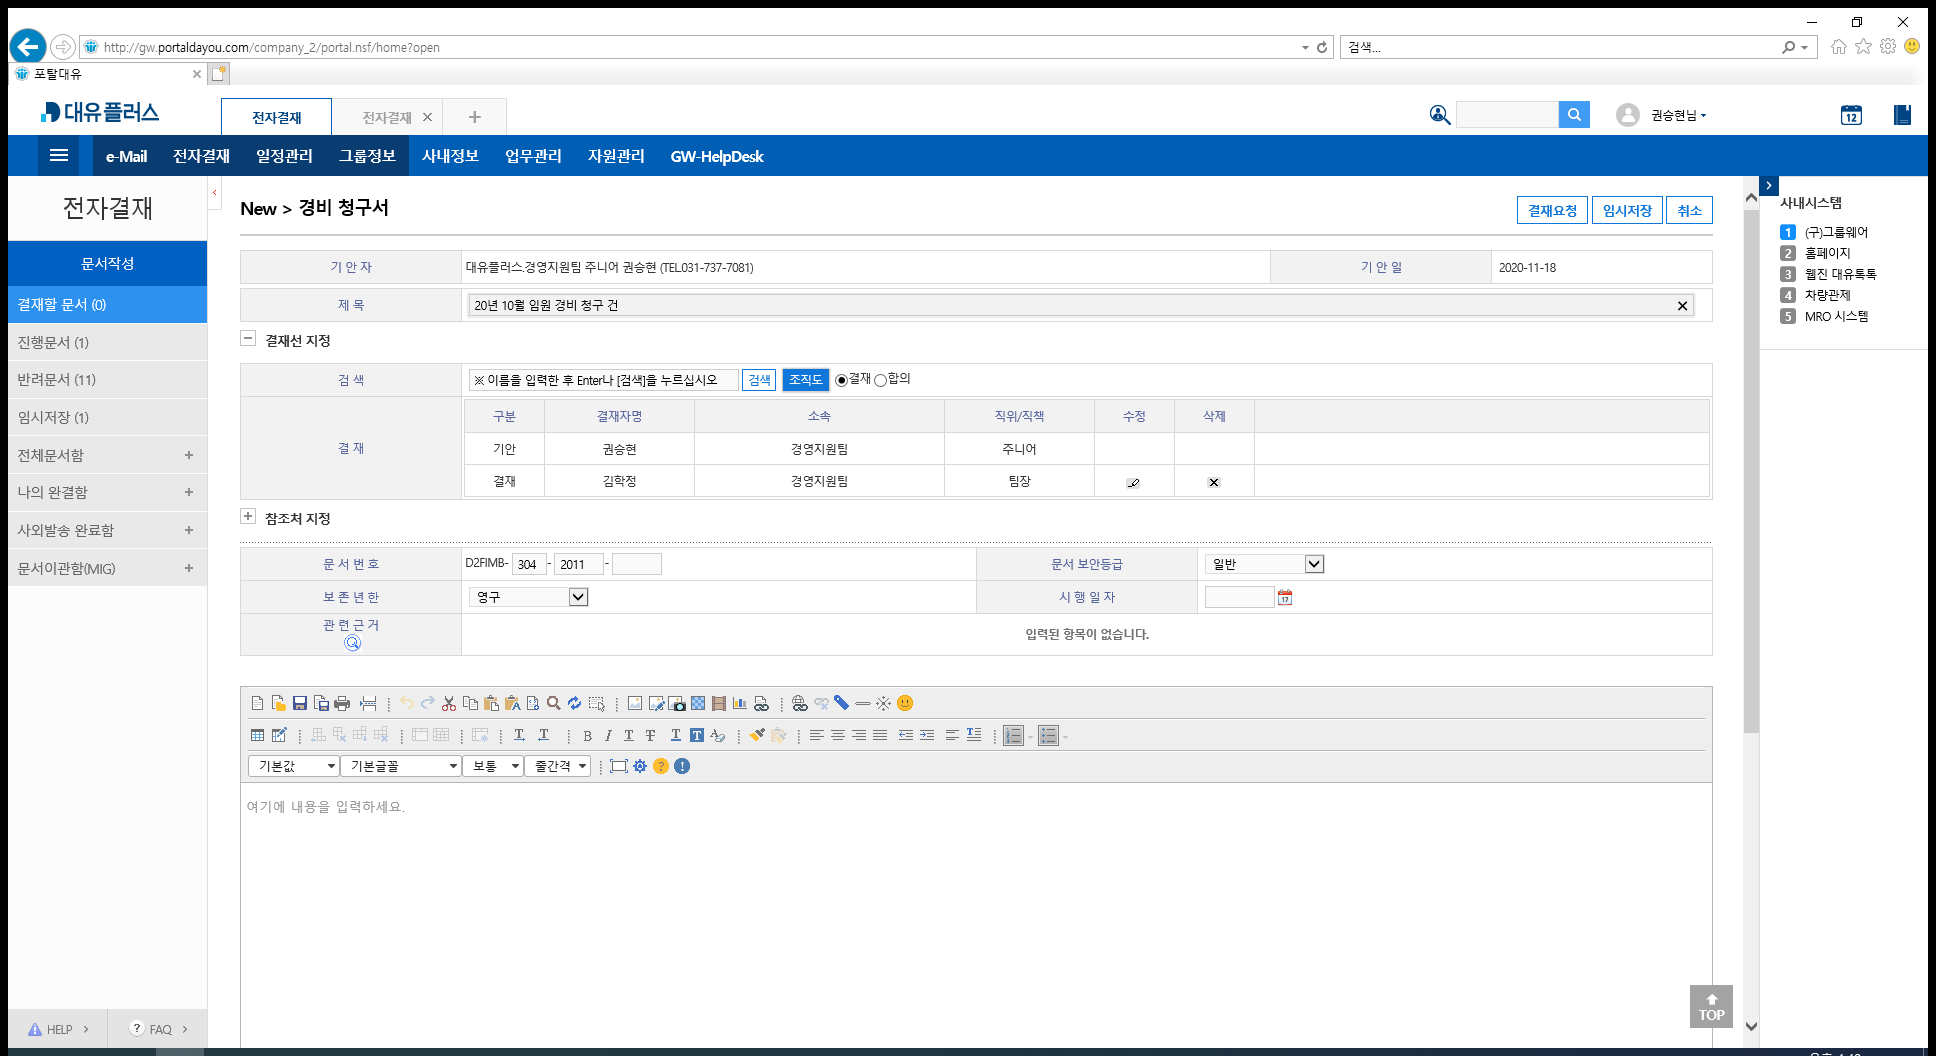 http://gw.portaldayou.com/company_2/portal.nsf/home?open
검색...
포탈대유
대유플러스
전자결재
전자결재
권승현님
12
e-Mail 전자결재 일정관리 그룹정보 사내정보 업무관리 자원관리 GW-HelpDesk
전자결재
문서작성
결재할 문서 (0)
진행문서 (1)
반려문서 (11)
임시저장 (1)
전체문서함 +
나의 완결함 +
사외발송 완료함 +
문서이관함(MIG) +
HELP
? FAQ
New > 경비 청구서
결재요청 임시저장 취소
기 안 자 대유플러스.경영지원팀 주니어 권승현 (TEL031-737-7081) 기 안 일 2020-11-18
제 목 20년 10월 임원 경비 청구 건
결재선 지정
검 색 ※ 이름을 입력한 후 Enter나 [검색]을 누르십시오 검색 조직도 결재 합의
결 재
구분 결재자명 소속 직위/직책 수정 삭제
기안 권승현 경영지원팀 주니어
결재 김학정 경영지원팀 팀장
참조처 지정
문 서 번 호 D2FIMB- 304 - 2011 - 문서 보안등급 일반
보 존 년 한 영구 시 행 일 자 17
관 련 근 거
입력된 항목이 없습니다.
기본값 기본글꼴 보통 줄간격
여기에 내용을 입력하세요.
TOP
사내시스템
1 (구)그룹웨어
2 홈페이지
3 웹진 대유톡톡
4 차량관제
5 MRO 시스템